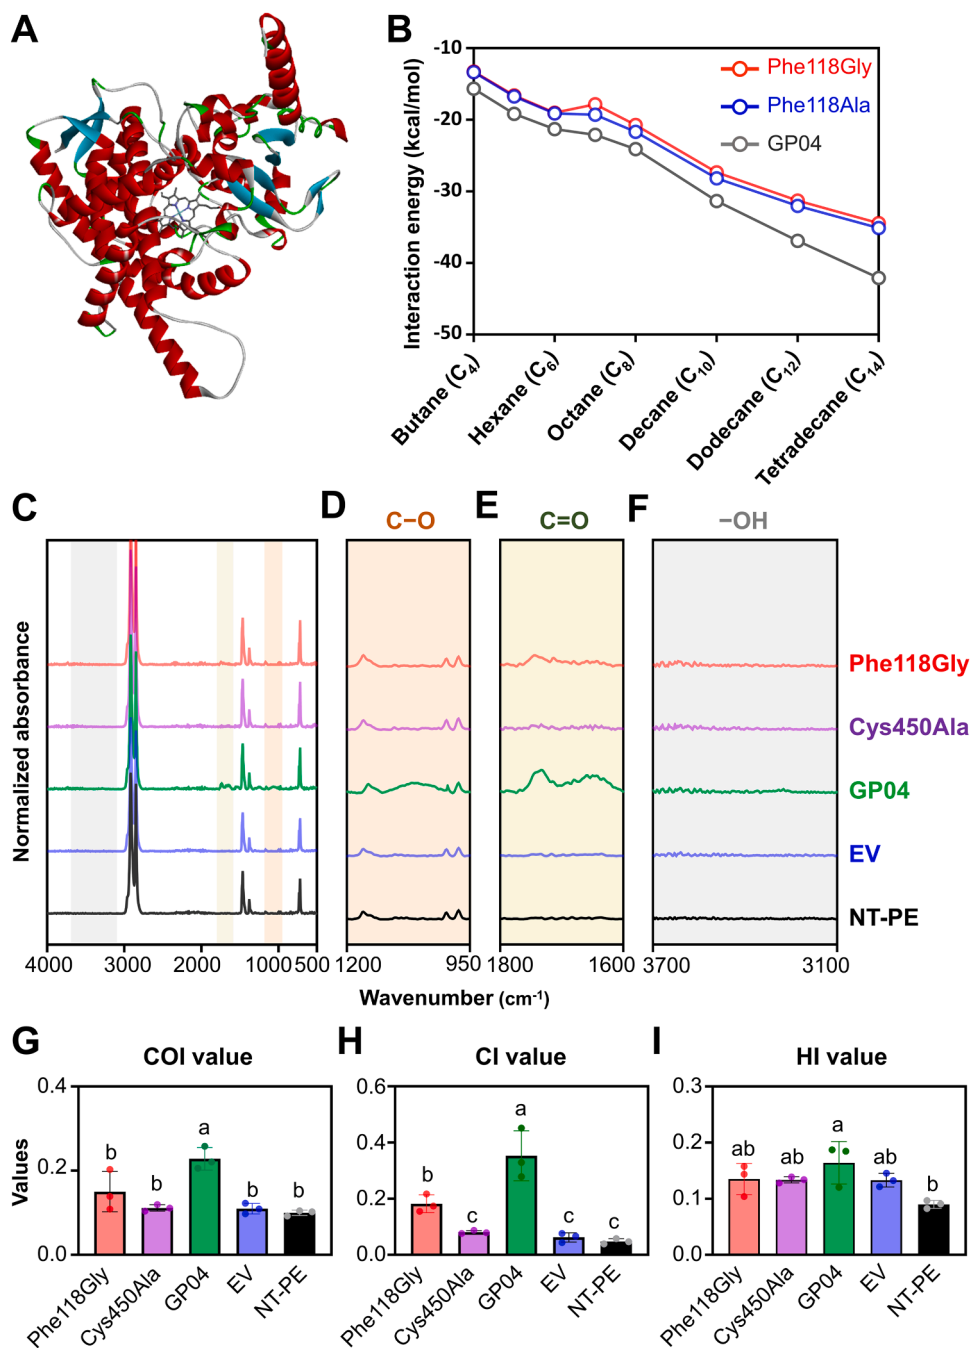 A
B
-10
-20
-30
-40
-50
Interaction energy (kcal/mol)
Phe118Gly
Phe118Ala
GP04
Butane (C4)
Hexane (C6)
Octane (C8)
Decane (C10)
Dodecane (C12)
Tetradecane (C14)
C
D
E
F
C−O
C=O
−OH
Normalized absorbance
Phe118Gly
Cys450Ala
GP04
EV
NT-PE
4000 3000 2000 1000 500
1200 950
1800 1600
3700 3100
Wavenumber (cm-1)
G
H
I
COI value
CI value
HI value
Values
0.4
0.2
0.0
b b a b b
Phe118Gly
Cys450Ala
GP04
EV
NT-PE
0.6
0.4
0.2
0.0
b c a c c
Phe118Gly
Cys450Ala
GP04
EV
NT-PE
0.3
0.2
0.1
0.0
ab ab a ab b
Phe118Gly
Cys450Ala
GP04
EV
NT-PE